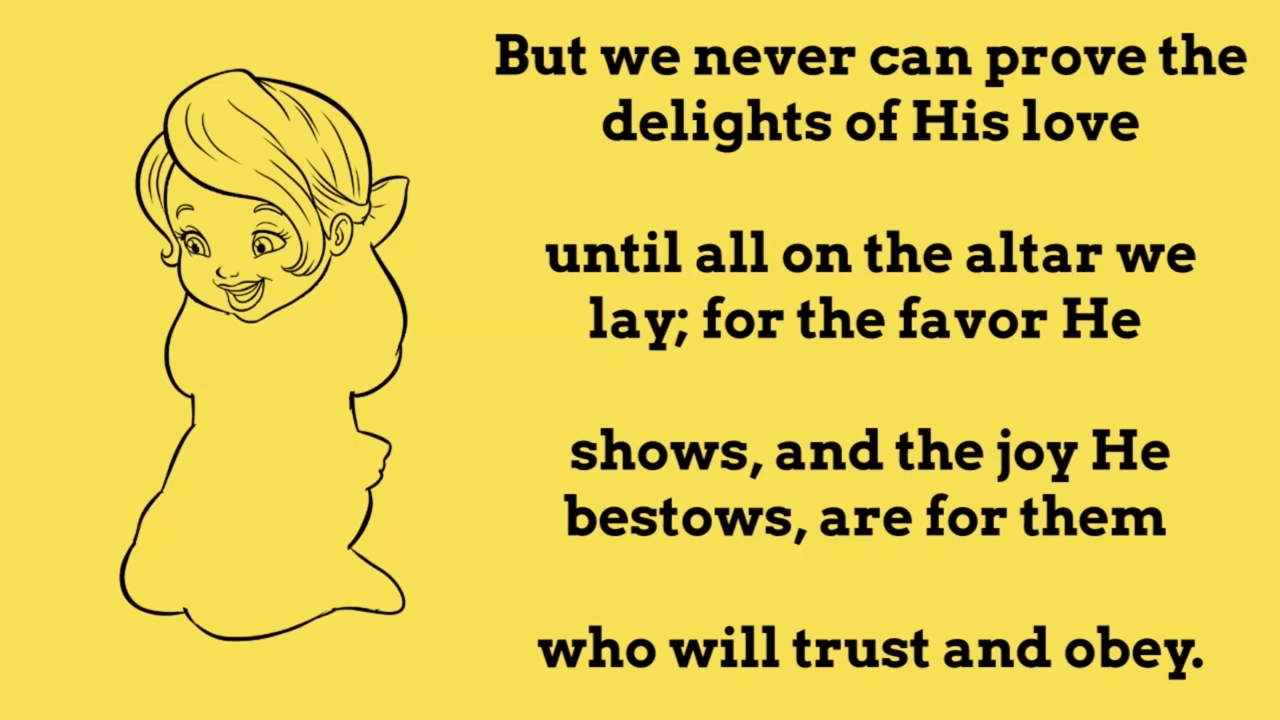 But we never can prove the
delights of His love
until all on the altar we
lay; for the favor He
shows, and the joy He
bestows, are for them
who will trust and obey.